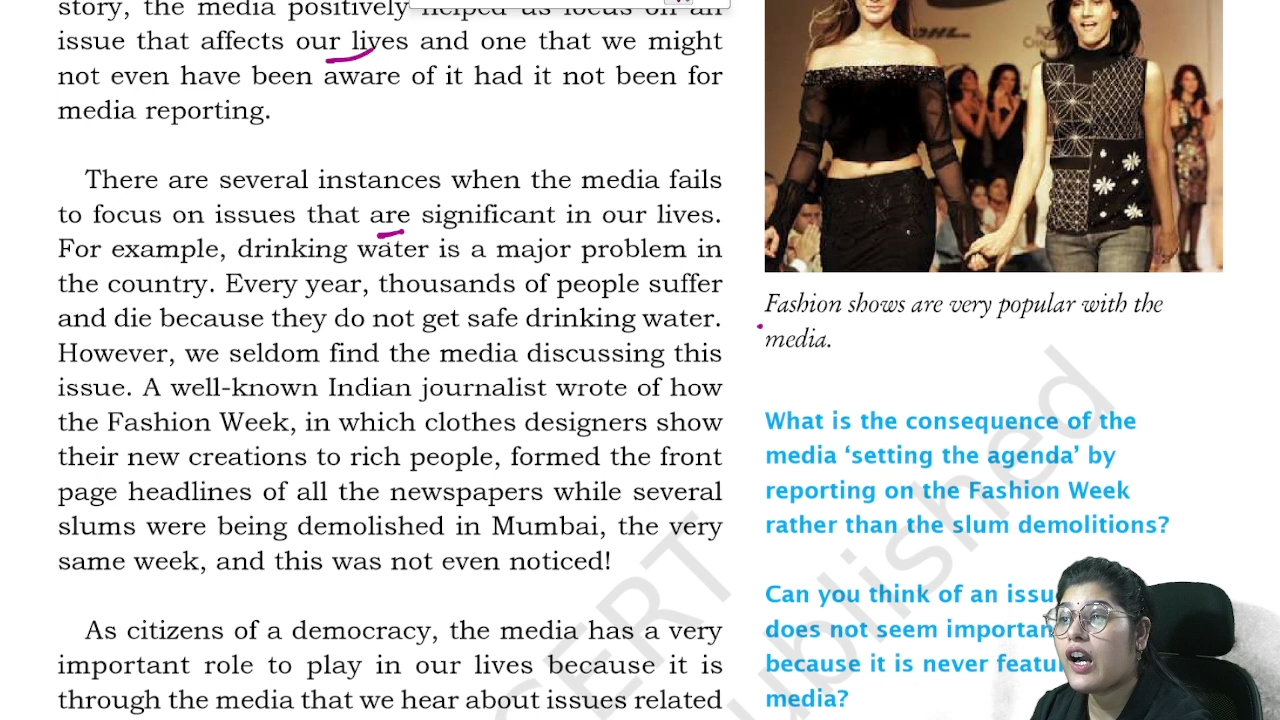 story, the media positively helped us focus on an
issue that affects our lives and one that we might
not even have been aware of it had it not been for
media reporting.
There are several instances when the media fails
to focus on issues that are significant in our lives.
For example, drinking water is a major problem in
the country. Every year, thousands of people suffer
and die because they do not get safe drinking water.
However, we seldom find the media discussing this
issue. A well-known Indian journalist wrote of how
the Fashion Week, in which clothes designers show
their new creations to rich people, formed the front
page headlines of all the newspapers while several
slums were being demolished in Mumbai, the very
same week, and this was not even noticed!
As citizens of a democracy, the media has a very
important role to play in our lives because it is
through the media that we hear about issues related
Fashion shows are very popular with the
media.
What is the consequence of the
media ‘setting the agenda’ by
reporting on the Fashion Week
rather than the slum demolitions?
Can you think of an issu
does not seem importan
because it is never featu
media?